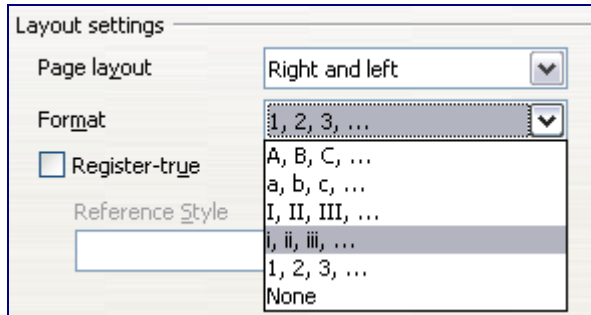 Layout settings
Page layout Right and left
Format 1, 2, 3, ...
A, B, C, ...
Register-true
a, b, c, ...
Reference Style
I, II, III, ...
i, ii, iii, ...
1, 2, 3, ...
None